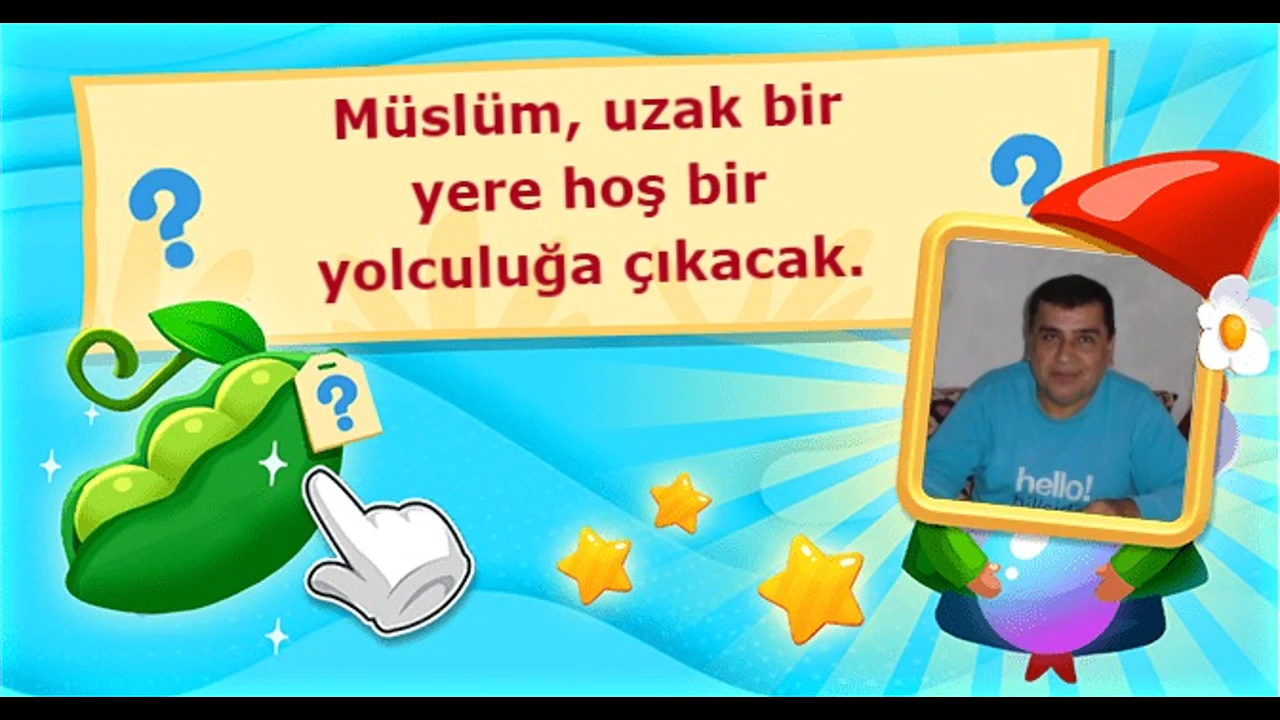 Müslüm, uzak bir
yere hoş bir
yolculuğa çıkacak.
?
?
?
hello!